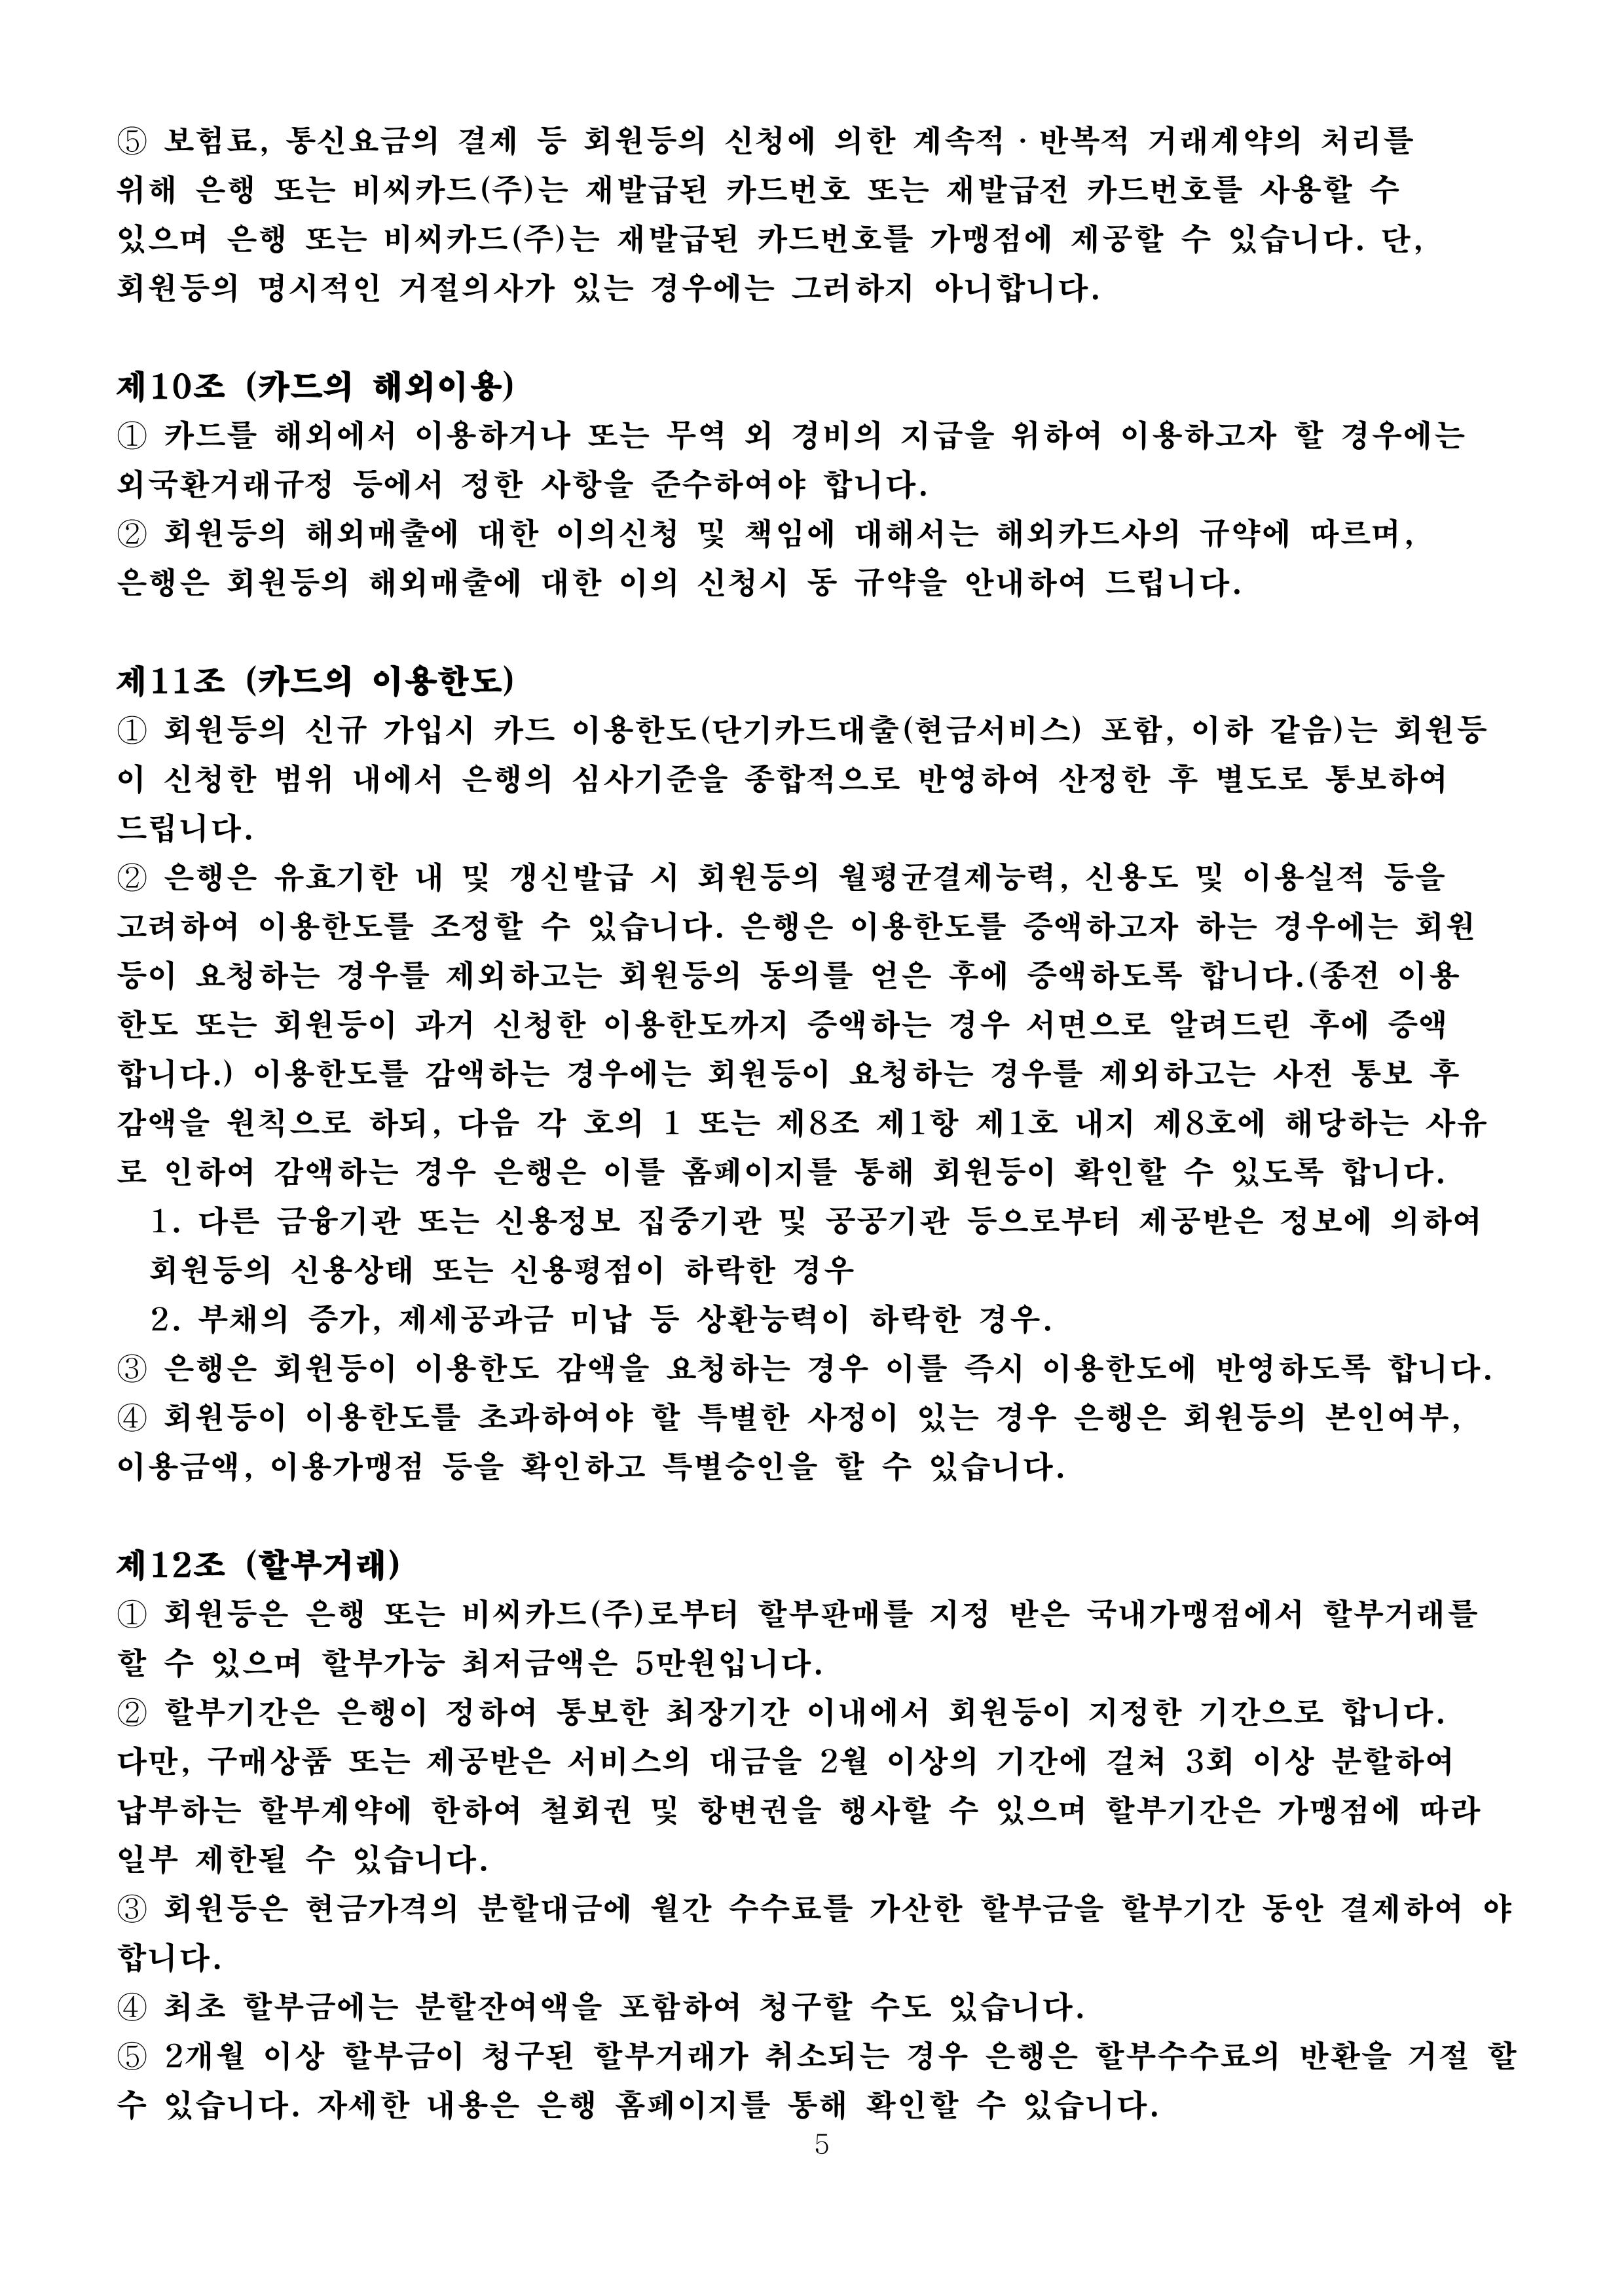 ⑤ 보험료, 통신요금의 결제 등 회원등의 신청에 의한 계속적·반복적 거래계약의 처리를
위해 은행 또는 비씨카드(주)는 재발급된 카드번호 또는 재발급전 카드번호를 사용할 수
있으며 은행 또는 비씨카드(주)는 재발급된 카드번호를 가맹점에 제공할 수 있습니다. 단,
회원등의 명시적인 거절의사가 있는 경우에는 그러하지 아니합니다.
제10조 (카드의 해외이용)
① 카드를 해외에서 이용하거나 또는 무역 외 경비의 지급을 위하여 이용하고자 할 경우에는
외국환거래규정 등에서 정한 사항을 준수하여야 합니다.
② 회원등의 해외매출에 대한 이의신청 및 책임에 대해서는 해외카드사의 규약에 따르며,
은행은 회원등의 해외매출에 대한 이의 신청시 동 규약을 안내하여 드립니다.
제11조 (카드의 이용한도)
① 회원등의 신규 가입시 카드 이용한도(단기카드대출(현금서비스) 포함, 이하 같음)는 회원등
이 신청한 범위 내에서 은행의 심사기준을 종합적으로 반영하여 산정한 후 별도로 통보하여
드립니다.
② 은행은 유효기한 내 및 갱신발급 시 회원등의 월평균결제능력, 신용도 및 이용실적 등을
고려하여 이용한도를 조정할 수 있습니다. 은행은 이용한도를 증액하고자 하는 경우에는 회원
등이 요청하는 경우를 제외하고는 회원등의 동의를 얻은 후에 증액하도록 합니다.(종전 이용
한도 또는 회원등이 과거 신청한 이용한도까지 증액하는 경우 서면으로 알려드린 후에 증액
합니다.) 이용한도를 감액하는 경우에는 회원등이 요청하는 경우를 제외하고는 사전 통보 후
감액을 원칙으로 하되, 다음 각 호의 1 또는 제8조 제1항 제1호 내지 제8호에 해당하는 사유
로 인하여 감액하는 경우 은행은 이를 홈페이지를 통해 회원등이 확인할 수 있도록 합니다.
1. 다른 금융기관 또는 신용정보 집중기관 및 공공기관 등으로부터 제공받은 정보에 의하여
회원등의 신용상태 또는 신용평점이 하락한 경우
2. 부채의 증가, 제세공과금 미납 등 상환능력이 하락한 경우.
③ 은행은 회원등이 이용한도 감액을 요청하는 경우 이를 즉시 이용한도에 반영하도록 합니다.
④ 회원등이 이용한도를 초과하여야 할 특별한 사정이 있는 경우 은행은 회원등의 본인여부,
이용금액, 이용가맹점 등을 확인하고 특별승인을 할 수 있습니다.
제12조 (할부거래)
① 회원등은 은행 또는 비씨카드(주)로부터 할부판매를 지정 받은 국내가맹점에서 할부거래를
할 수 있으며 할부가능 최저금액은 5만원입니다.
② 할부기간은 은행이 정하여 통보한 최장기간 이내에서 회원등이 지정한 기간으로 합니다.
다만, 구매상품 또는 제공받은 서비스의 대금을 2월 이상의 기간에 걸쳐 3회 이상 분할하여
납부하는 할부계약에 한하여 철회권 및 항변권을 행사할 수 있으며 할부기간은 가맹점에 따라
일부 제한될 수 있습니다.
③ 회원등은 현금가격의 분할대금에 월간 수수료를 가산한 할부금을 할부기간 동안 결제하여 야
합니다.
④ 최초 할부금에는 분할잔여액을 포함하여 청구할 수도 있습니다.
⑤ 2개월 이상 할부금이 청구된 할부거래가 취소되는 경우 은행은 할부수수료의 반환을 거절 할
수 있습니다. 자세한 내용은 은행 홈페이지를 통해 확인할 수 있습니다.
5